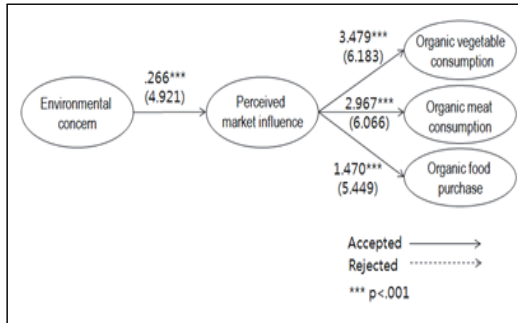 3.479***
(6.183)
Organic vegetable
consumption
.266***
(4.921)
Environmental
concern
Perceived
market influence
2.967***
(6.066)
Organic meat
consumption
1.470***
(5.449)
Organic food
purchase
Accepted
Rejected
*** p<.001